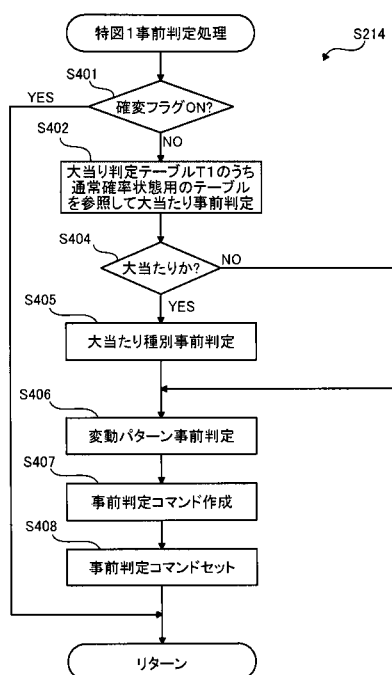 特図1事前判定処理
S214
S401
YES
確変フラグON?
NO
S402
大当り判定テーブルT1のうち
通常確率状態用のテーブル
を参照して大当たり事前判定
S404
大当たりか?
NO
YES
S405
大当たり種別事前判定
S406
変動パターン事前判定
S407
事前判定コマンド作成
S408
事前判定コマンドセット
リターン